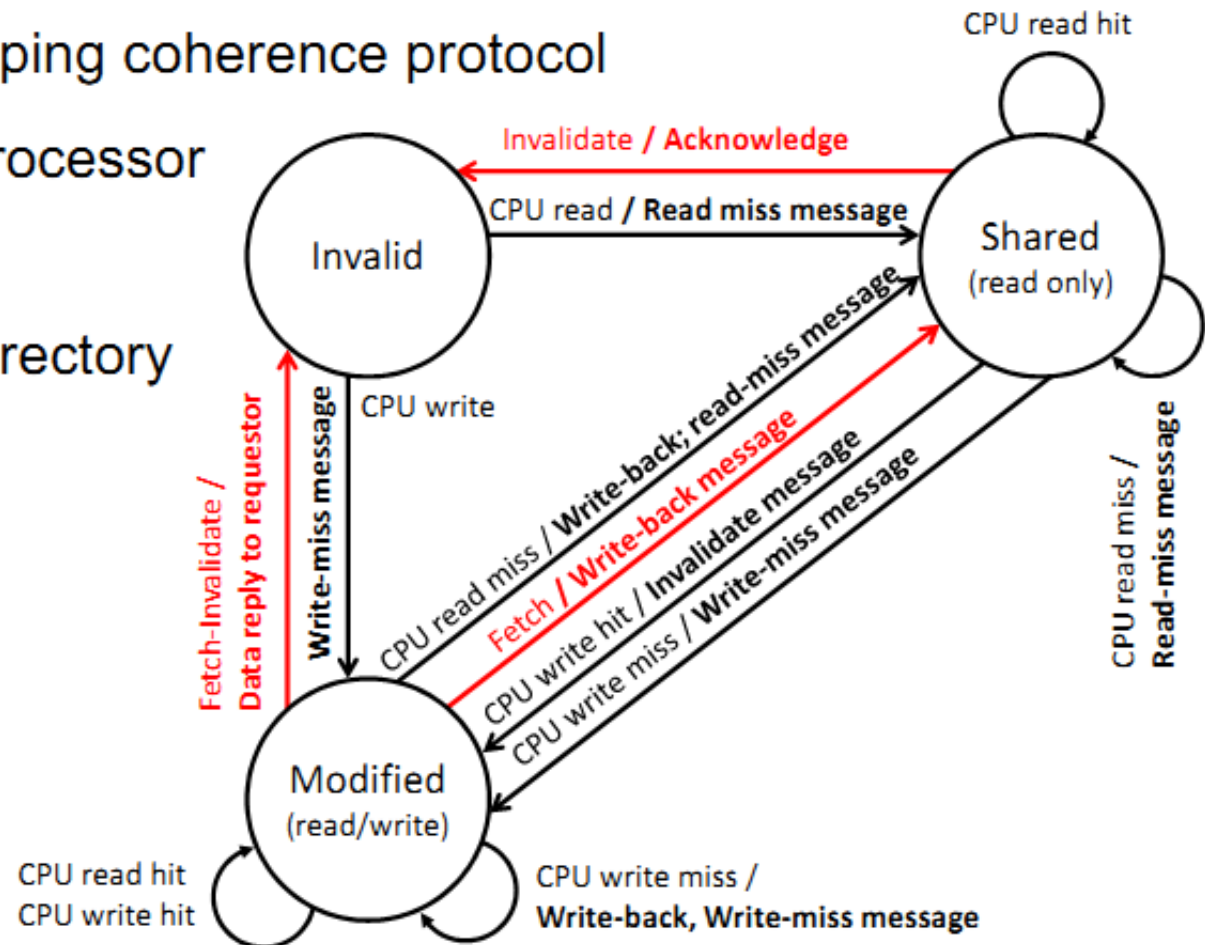 ping coherence protocol
rocessor
rectory
CPU read hit
Invalidate / Acknowledge
CPU read / Read miss message
Invalid
Shared
(read only)
CPU write
Write-miss message
Fetch-Invalidate /
Data reply to requestor
CPU read miss / Write-back; read-miss message
Fetch / Write-back message
CPU write hit / Invalidate message
CPU write miss / Write-miss message
CPU read miss /
Read-miss message
Modified
(read/write)
CPU read hit
CPU write hit
CPU write miss /
Write-back, Write-miss message